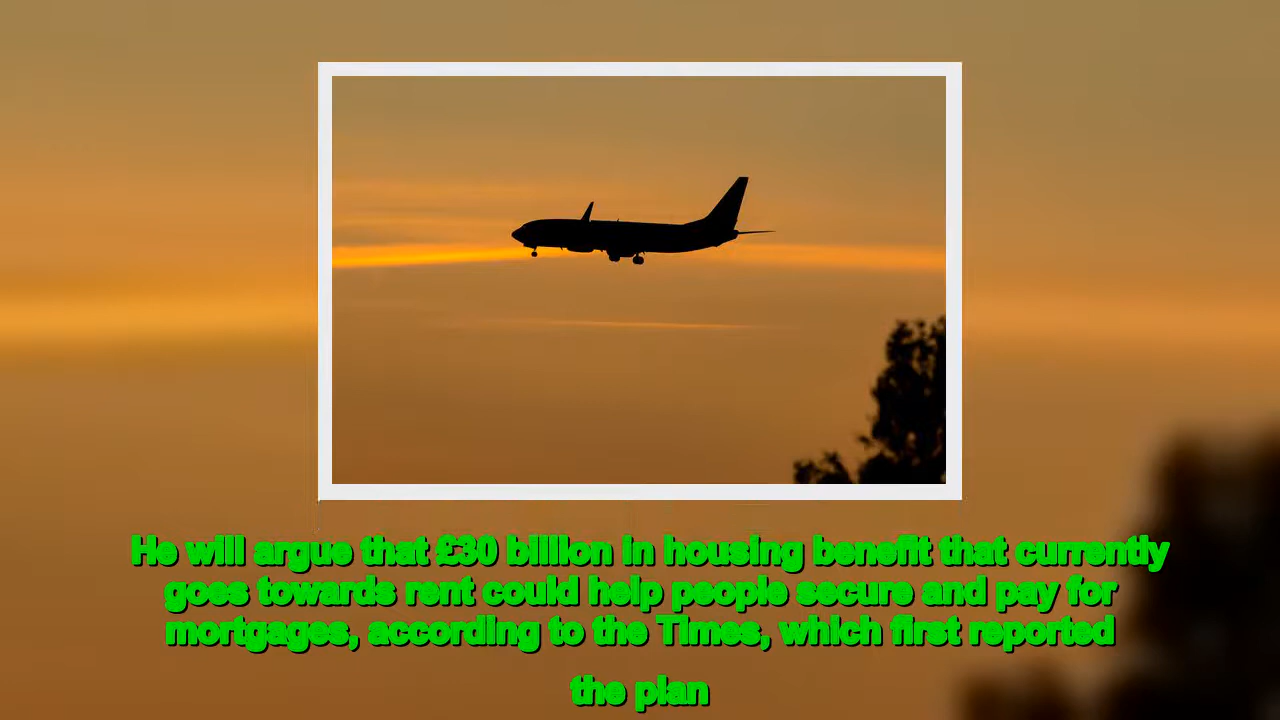 He will argue that £30 billion in housing benefit that currently
goes towards rent could help people secure and pay for
mortgages, according to the Times, which first reported
the plan